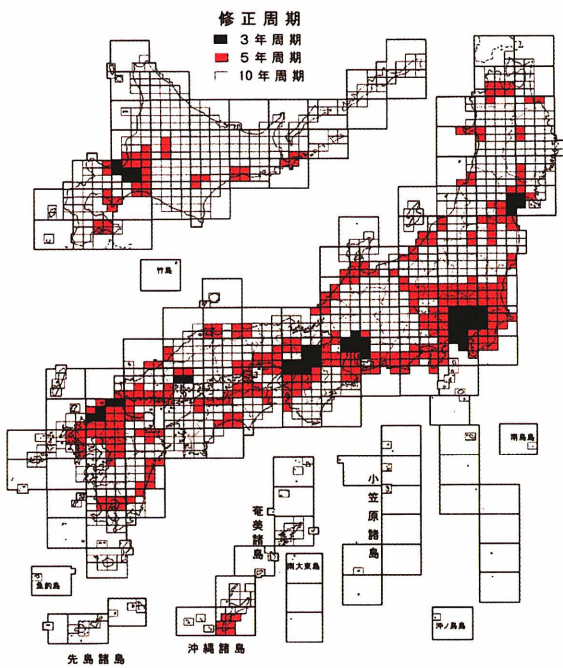 修正周期
3年周期
5年周期
10年周期
竹島
南鳥島
小笠原諸島
奄美諸島
南大東島
魚釣島
沖ノ鳥島
先島諸島
沖縄諸島